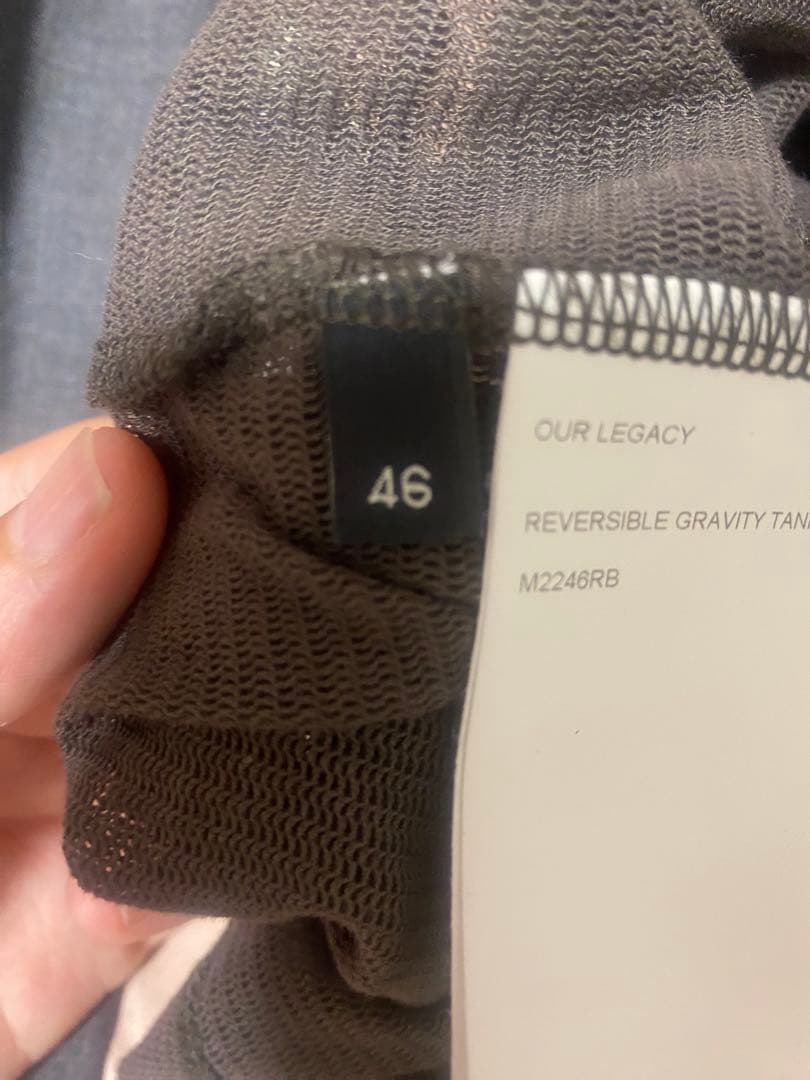 46
OUR LEGACY
REVERSIBLE GRAVITY TAN
M2246RB